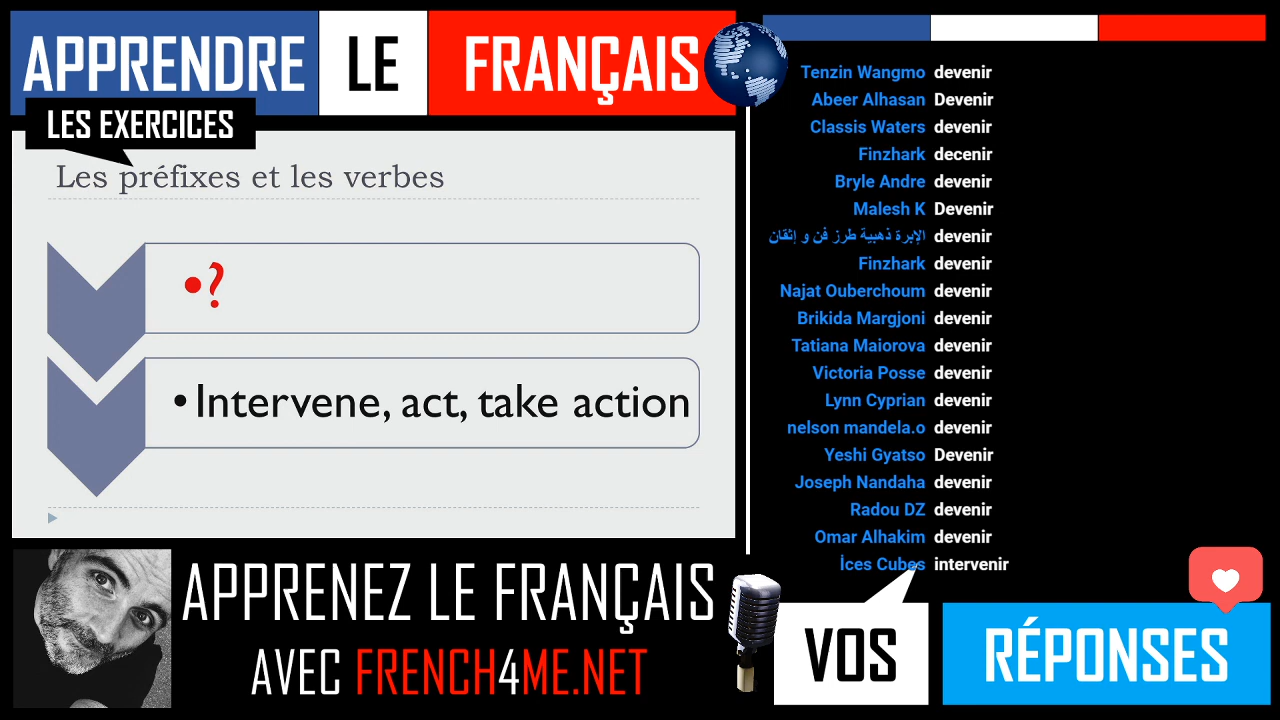 APPRENDRE LE FRANÇAIS
LES EXERCICES
Les préfixes et les verbes
•?
•Intervene, act, take action
APPRENEZ LE FRANÇAIS
AVEC FRENCH4ME.NET
Tenzin Wangmo devenir
Abeer Alhasan Devenir
Classis Waters devenir
Finzhark decenir
Bryle Andre devenir
Malesh K Devenir
الإبرة ذهبية طرز فن و إتقان devenir
Finzhark devenir
Najat Ouberchoum devenir
Brikida Margjoni devenir
Tatiana Maiorova devenir
Victoria Posse devenir
Lynn Cyprian devenir
nelson mandela.o devenir
Yeshi Gyatso Devenir
Joseph Nandaha devenir
Radou DZ devenir
Omar Alhakim devenir
İces Cubes intervenir
VOS RÉPONSES